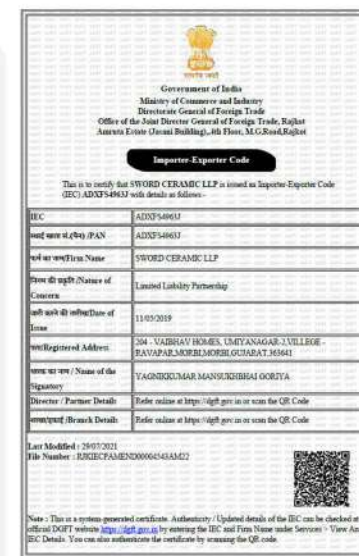 सत्यमेव जयते
Government of India
Ministry of Commerce and Industry
Directorate General of Foreign Trade
Office of the Joint Director General of Foreign Trade, Rajkot
Amruta Estate (Jasani Building),4th Floor, M.G.Road,Rajkot
Importer-Exporter Code
This is to certify that SWORD CERAMIC LLP is issued an Importer-Exporter Code
(IEC) ADXFS4963J with details as follows:-
IEC ADXFS4963J
स्थाई खाता सं.(पैन) /PAN ADXFS4963J
फर्म का नाम/Firm Name SWORD CERAMIC LLP
/Nature of Limited Liability Partnership
Concern
जारी करने की तारीख/Date of 11/05/2019
Issue
पता/Registered Address 204 - VAIBHAV HOMES, UMIYANAGAR-2,VILLEGE -
RAVAPAR,MORBI,MORBI,GUJARAT,363641
/ Name of the YAGNIKKUMAR MANSUKHBHAI GORIYA
Signatory
Director / Partner Details Refer online at https://dgft.gov.in or scan the QR Code
शाखा/इकाई /Branch Details Refer online at https://dgft.gov.in or scan the QR Code
Last Modified : 29/07/2021
File Number : RJKIECPAMEND00004543AM22
Note : This is a system-generated certificate. Authenticity / Updated details of the IEC can be checked at
official DGFT website https://dgft.gov.in by entering the IEC and Firm Name under Services > View An
IEC Details. You can also authenticate the certificate by scanning the QR code.